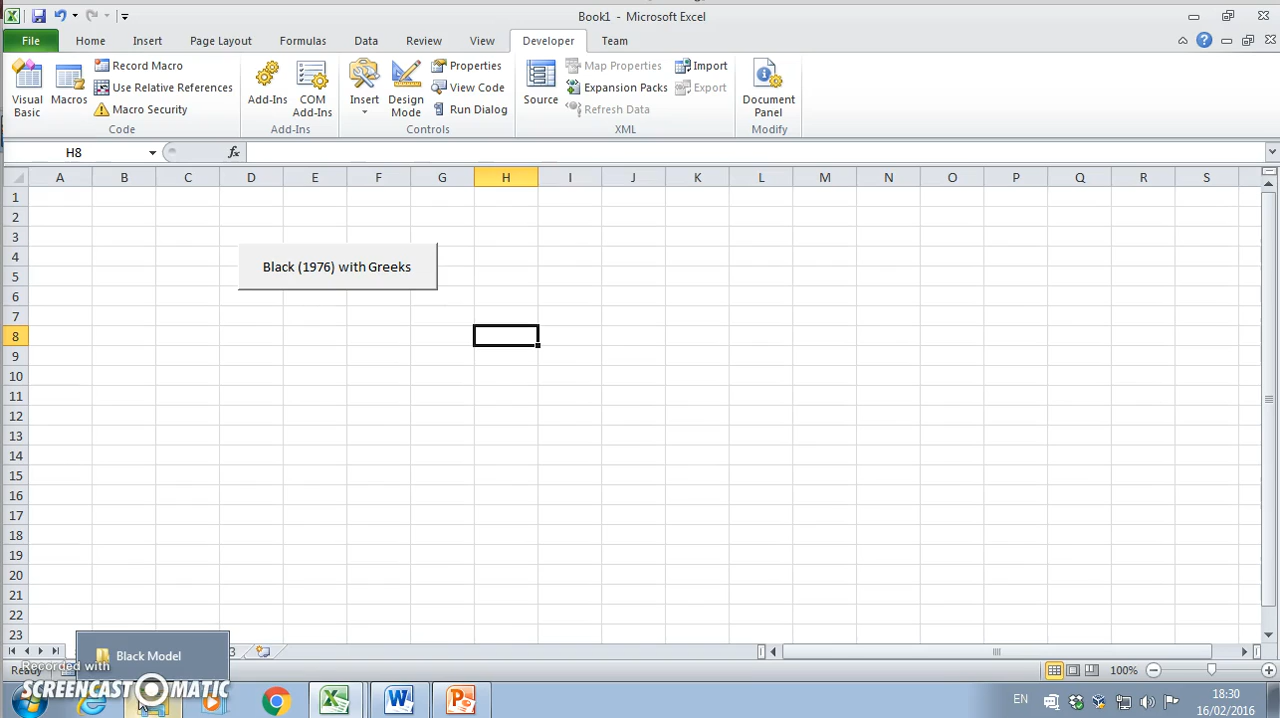 Book1 - Microsoft Excel
File Home Insert Page Layout Formulas Data Review View Developer Team
Visual Basic
Macros
Record Macro
Use Relative References
Macro Security
Code
Add-Ins
COM Add-Ins
Add-Ins
Insert
Design Mode
Properties
View Code
Run Dialog
Controls
Source
Map Properties
Expansion Packs
Refresh Data
Import
Export
XML
Document Panel
Modify
H8 fx
A B C D E F G H I J K L M N O P Q R S
1
2
3
4
5
6
7
8
9
10
11
12
13
14
15
16
17
18
19
20
21
22
23
Black (1976) with Greeks
Black Model
3
Ready
100%
Recorded with
SCREENCAST MATIC
EN
18:30
16/02/2016